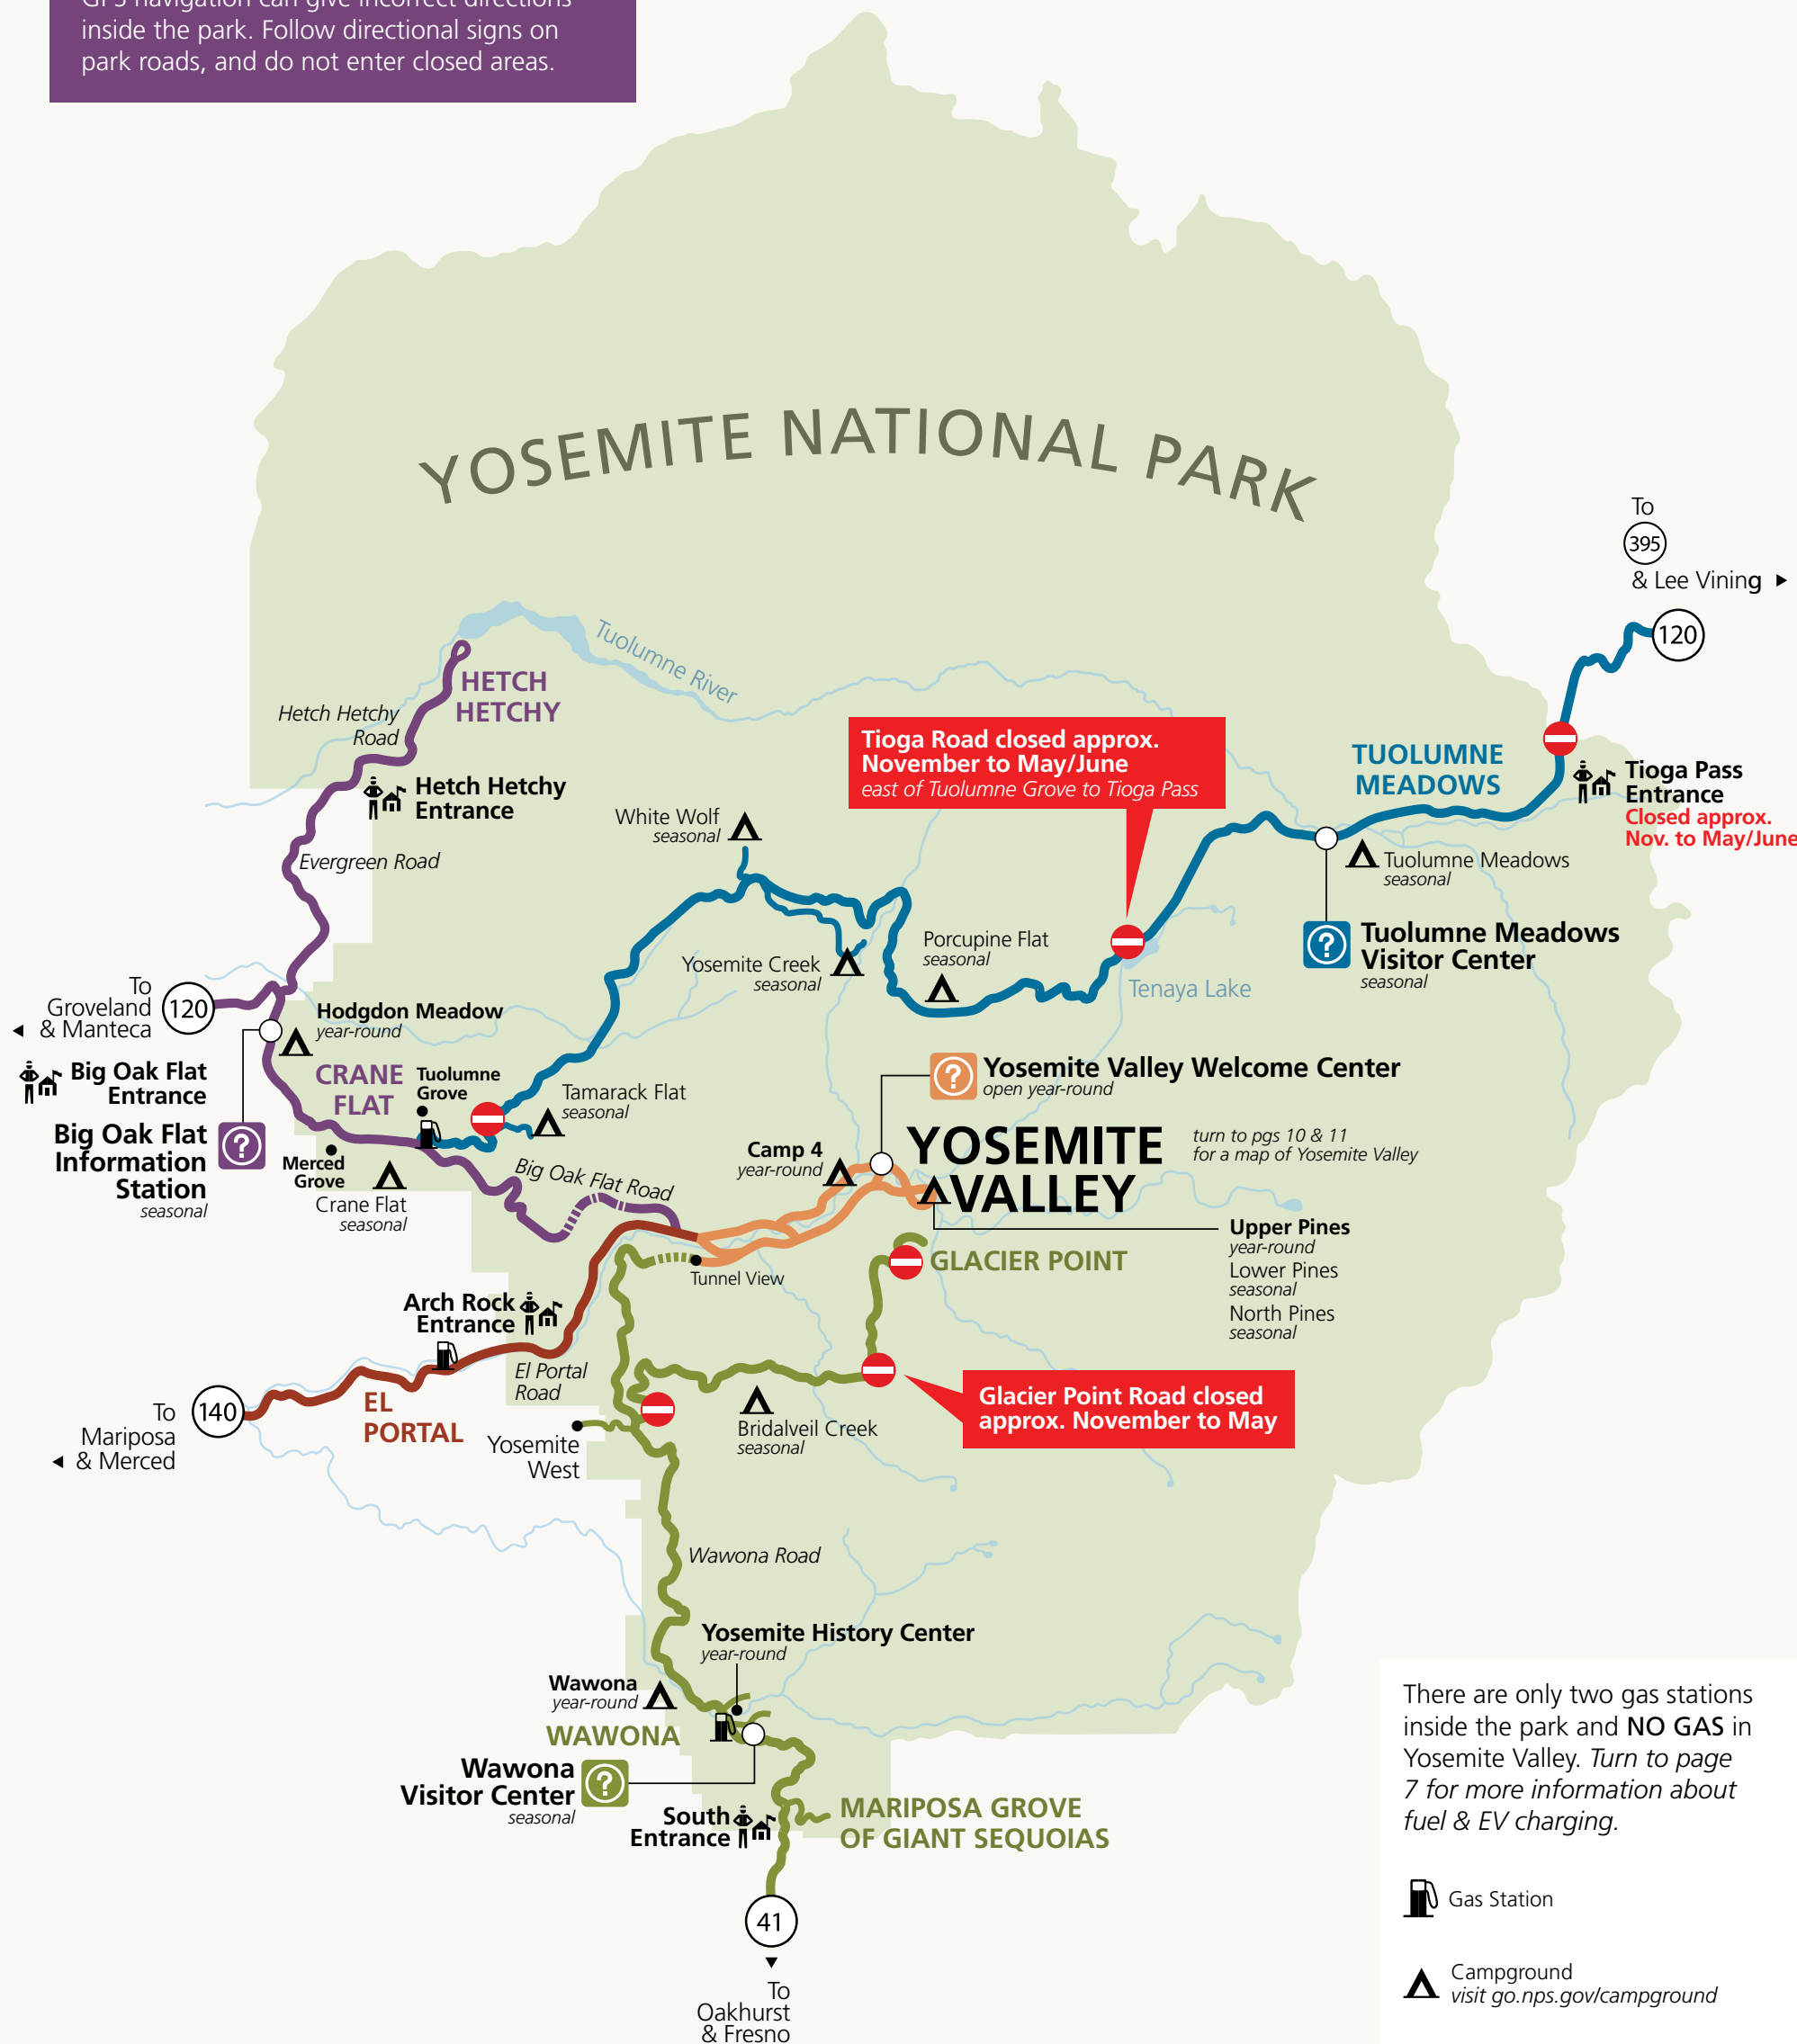 GPS navigation can give incorrect directions
inside the park. Follow directional signs on
park roads, and do not enter closed areas.
YOSEMITE NATIONAL PARK
To
395
& Lee Vining
120
Tuolumne River
HETCH
HETCHY
Hetch Hetchy
Road
Hetch Hetchy
Entrance
Evergreen Road
Tioga Road closed approx.
November to May/June
east of Tuolumne Grove to Tioga Pass
TUOLUMNE
MEADOWS
Tioga Pass
Entrance
Closed approx.
Nov. to May/June
White Wolf
seasonal
Tuolumne Meadows
seasonal
Tuolumne Meadows
Visitor Center
seasonal
Porcupine Flat
seasonal
Yosemite Creek
seasonal
Tenaya Lake
To
Groveland
& Manteca
120
Hodgdon Meadow
year-round
Big Oak Flat
Entrance
CRANE
FLAT
Tuolumne
Grove
Tamarack Flat
seasonal
Big Oak Flat
Information
Station
seasonal
Merced
Grove
Crane Flat
seasonal
Big Oak Flat Road
Yosemite Valley Welcome Center
open year-round
Camp 4
year-round
YOSEMITE
VALLEY
turn to pgs 10 & 11
for a map of Yosemite Valley
Upper Pines
year-round
Lower Pines
seasonal
North Pines
seasonal
GLACIER POINT
Tunnel View
Arch Rock
Entrance
El Portal
Road
EL
PORTAL
140
To
Mariposa
& Merced
Yosemite
West
Bridalveil Creek
seasonal
Glacier Point Road closed
approx. November to May
Wawona Road
Yosemite History Center
year-round
Wawona
year-round
WAWONA
Wawona
Visitor Center
seasonal
South
Entrance
MARIPOSA GROVE
OF GIANT SEQUOIAS
41
To
Oakhurst
& Fresno
There are only two gas stations
inside the park and NO GAS in
Yosemite Valley. Turn to page
7 for more information about
fuel & EV charging.
Gas Station
Campground
visit go.nps.gov/campground